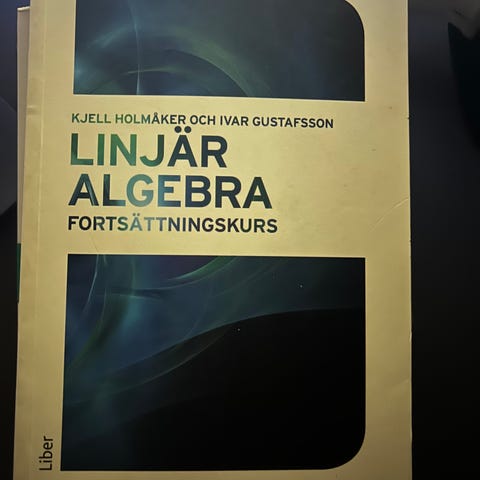 KJELL HOLMÅKER OCH IVAR GUSTAFSSON
LINJÄR
ALGEBRA
FORTSÄTTNINGSKURS
Liber